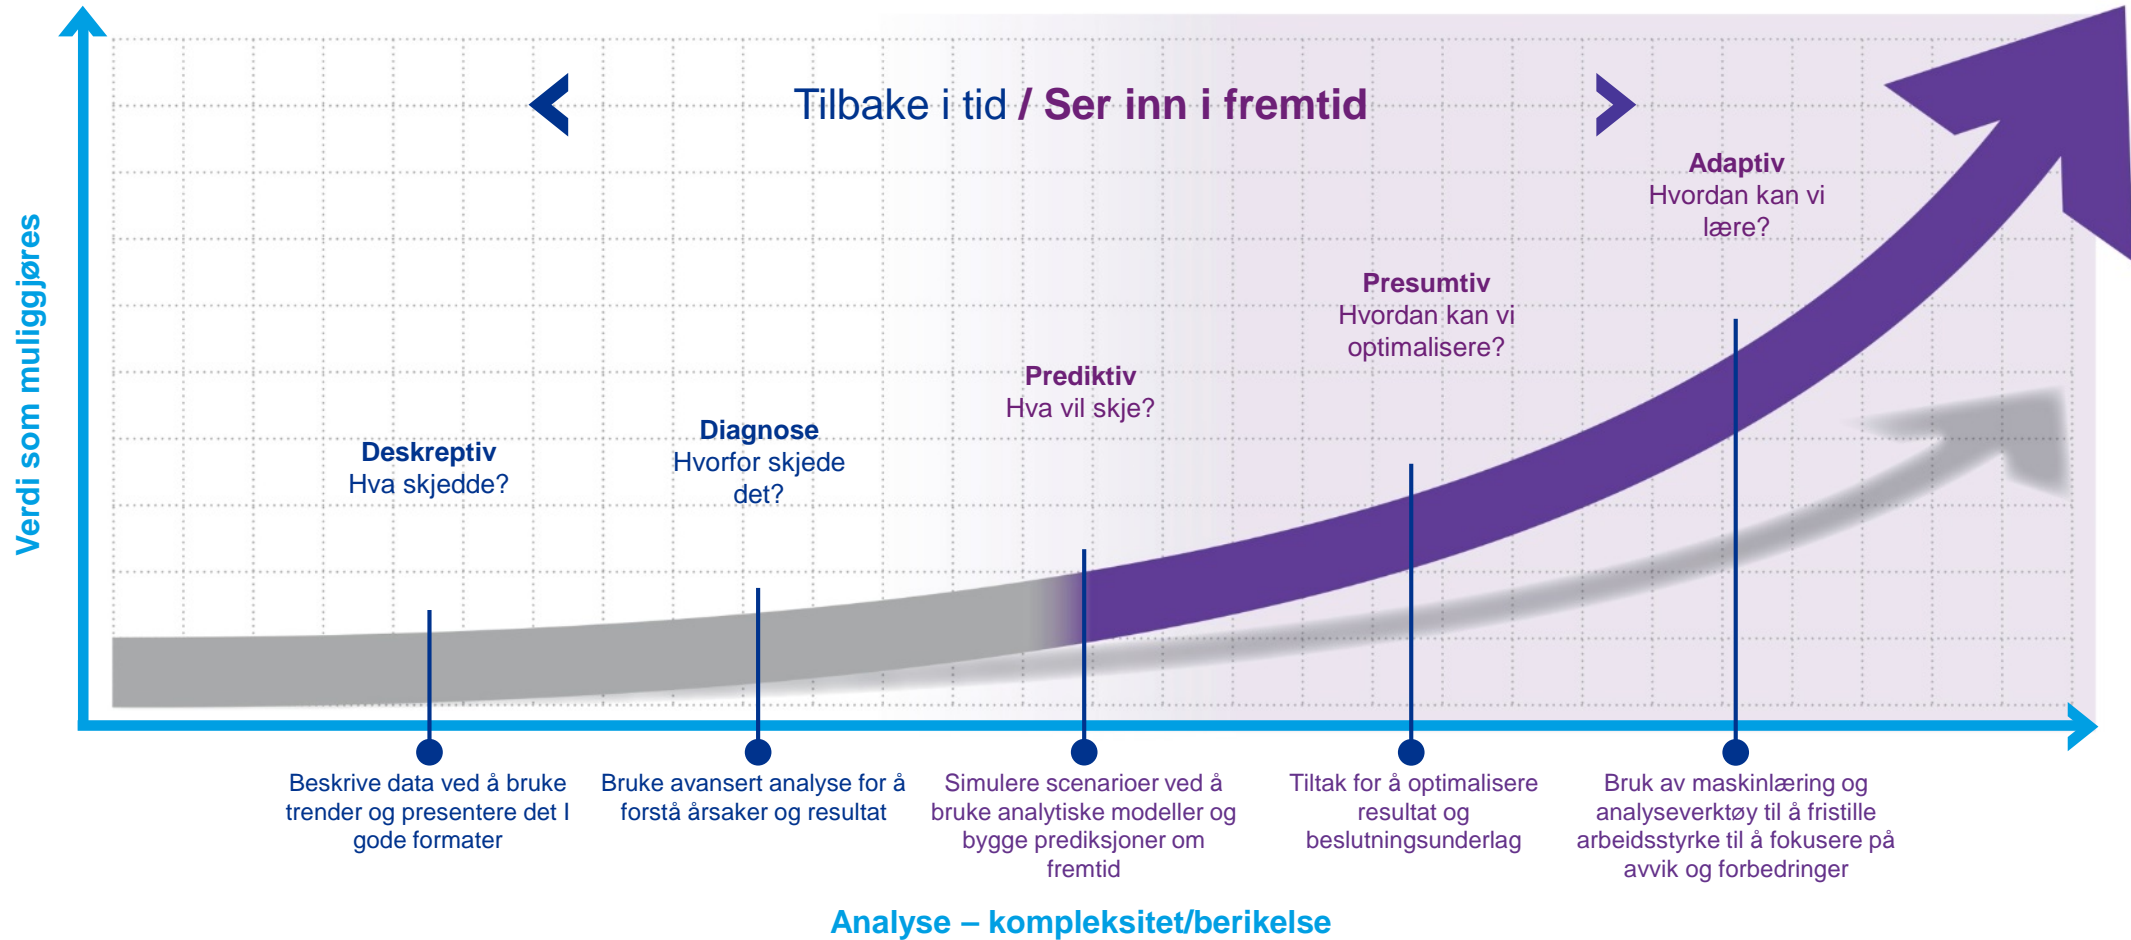 Tilbake i tid / Ser inn i fremtid
Verdi som muliggjøres
Deskreptiv
Hva skjedde?
Diagnose
Hvorfor skjede
det?
Prediktiv
Hva vil skje?
Presumtiv
Hvordan kan vi
optimalisere?
Adaptiv
Hvordan kan vi
lære?
Beskrive data ved å bruke
trender og presentere det I
gode formater
Bruke avansert analyse for å
forstå årsaker og resultat
Simulere scenarioer ved å
bruke analytiske modeller og
bygge prediksjoner om
fremtid
Tiltak for å optimalisere
resultat og
beslutningsunderlag
Bruk av maskinlæring og
analyseverktøy til å fristille
arbeidsstyrke til å fokusere på
avvik og forbedringer
Analyse – kompleksitet/berikelse